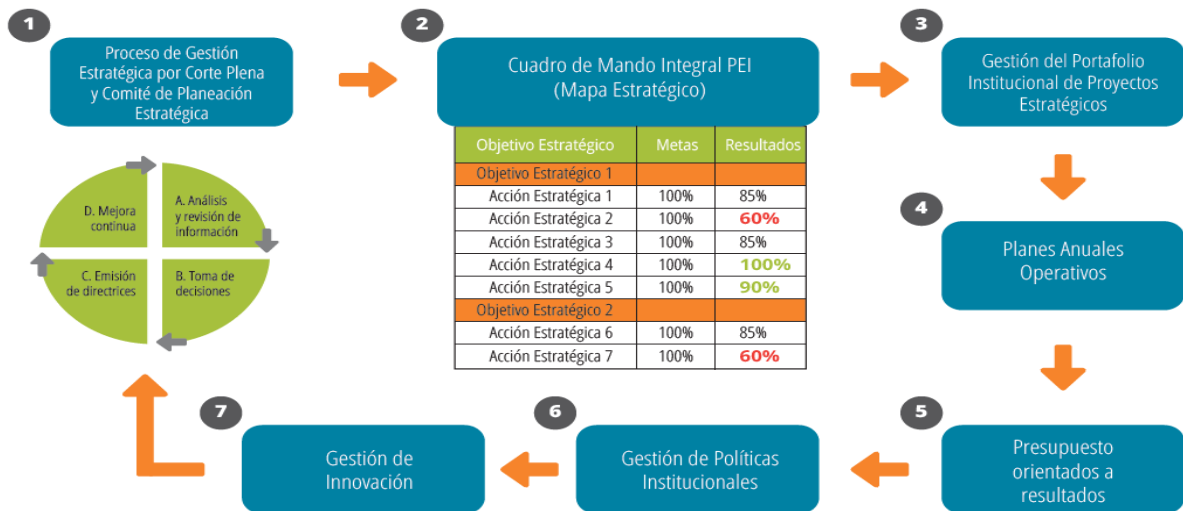 1
Proceso de Gestión
Estratégica por Corte Plena
y Comité de Planeación
Estratégica
D. Mejora
continua
A. Análisis
y revisión de
información
C. Emisión
de directrices
B. Toma de
decisiones
2
Cuadro de Mando Integral PEI
(Mapa Estratégico)
Objetivo Estratégico Metas Resultados
Objetivo Estratégico 1
Acción Estratégica 1 100% 85%
Acción Estratégica 2 100% 60%
Acción Estratégica 3 100% 85%
Acción Estratégica 4 100% 100%
Acción Estratégica 5 100% 90%
Objetivo Estratégico 2
Acción Estratégica 6 100% 85%
Acción Estratégica 7 100% 60%
3
Gestión del Portafolio
Institucional de Proyectos
Estratégicos
4
Planes Anuales
Operativos
5
Presupuesto
orientados a
resultados
6
Gestión de Políticas
Institucionales
7
Gestión de
Innovación